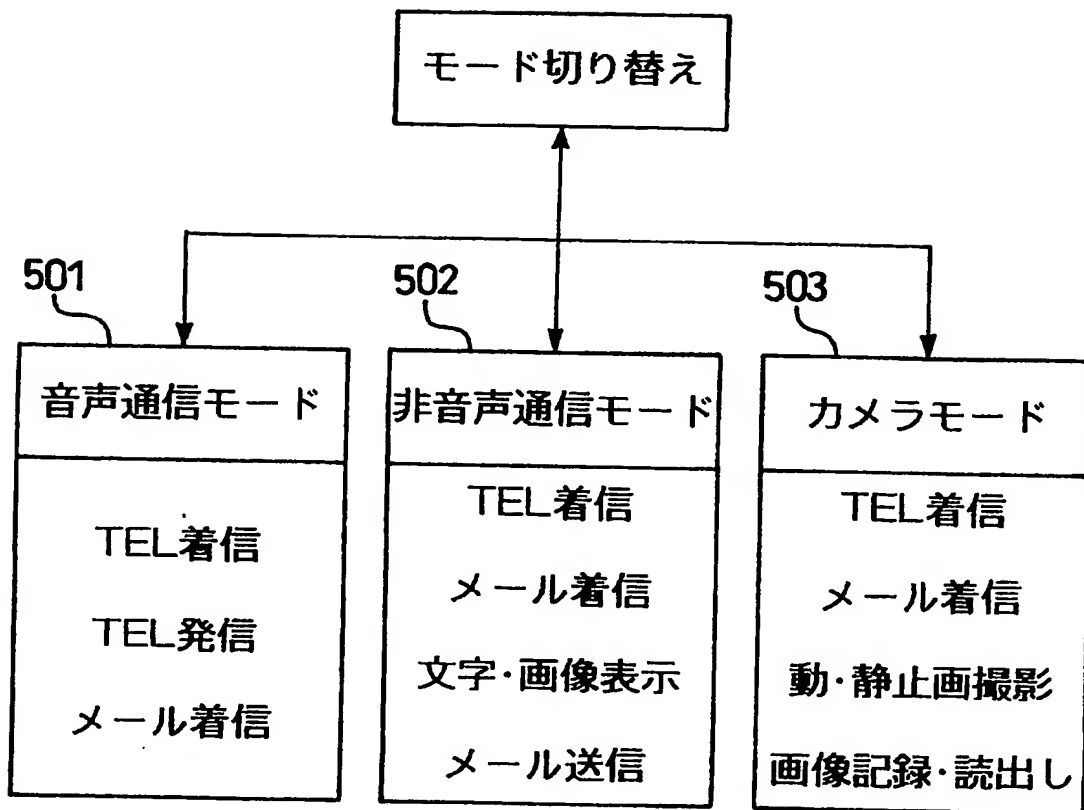 モード切り替え
501
502
503
音声通信モード
TEL着信
TEL発信
メール着信
非音声通信モード
TEL着信
メール着信
文字・画像表示
メール送信
カメラモード
TEL着信
メール着信
動・静止画撮影
画像記録・読出し